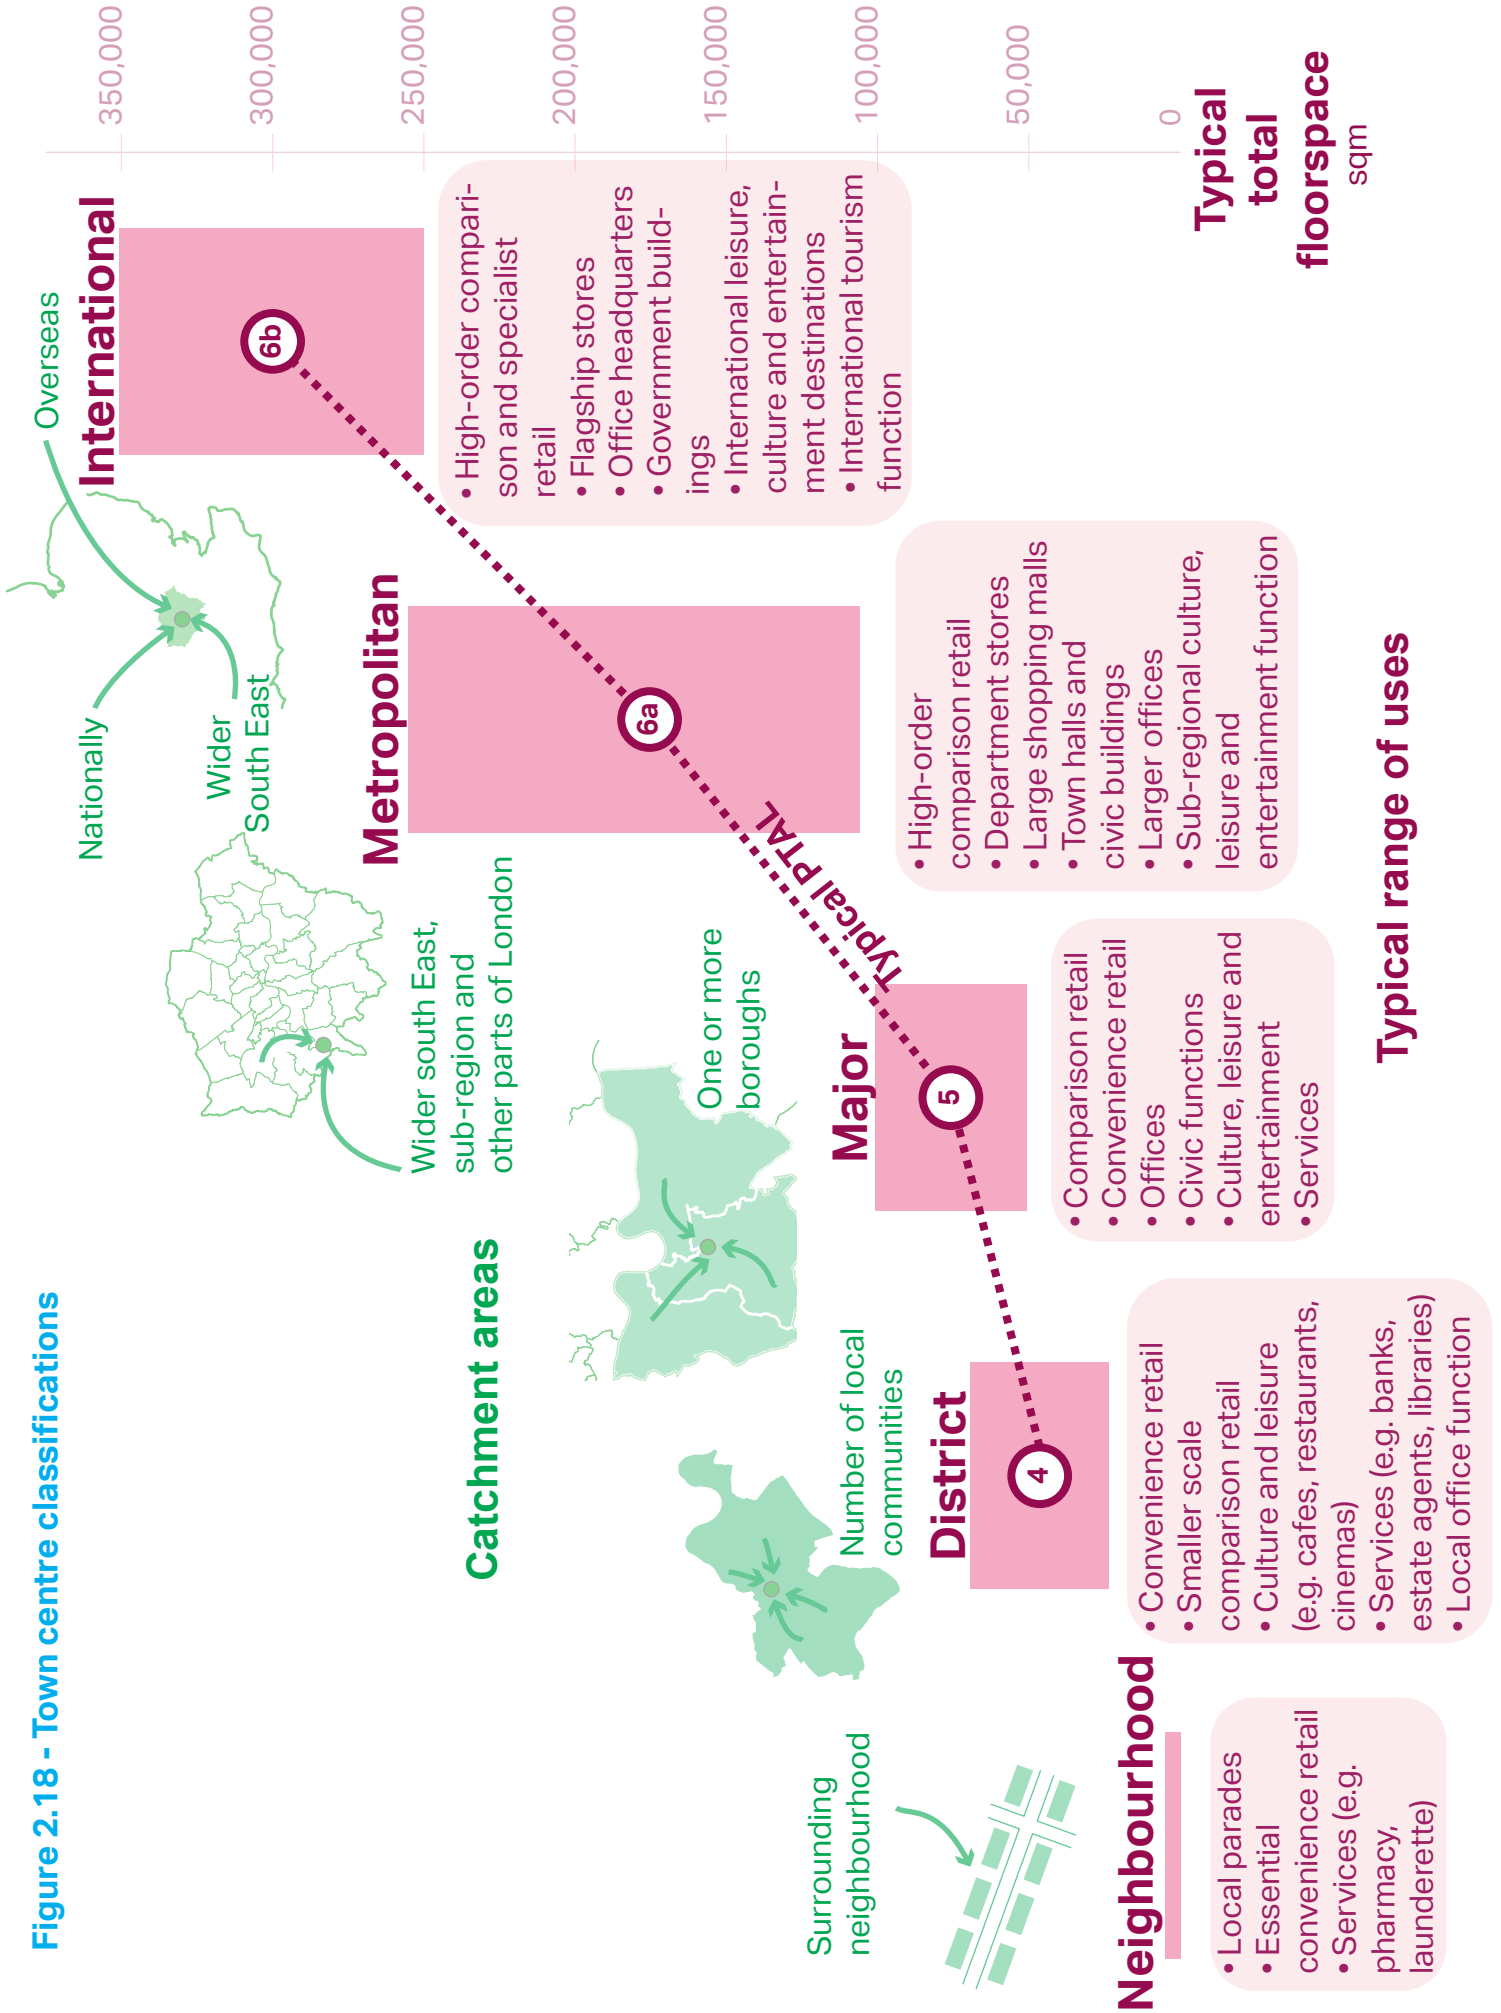 Figure 2.18 - Town centre classifications
Catchment areas
Surrounding
neighbourhood
Number of local
communities
One or more
boroughs
Wider south East,
sub-region and
other parts of London
Nationally
Wider
South East
Overseas
Neighbourhood
District
Major
Metropolitan
International
4
5
6a
6b
Typical PTAL
• Local parades
• Essential
convenience retail
• Services (e.g.
pharmacy,
launderette)
• Convenience retail
• Smaller scale
comparison retail
• Culture and leisure
(e.g. cafes, restaurants,
cinemas)
• Services (e.g. banks,
estate agents, libraries)
• Local office function
• Comparison retail
• Convenience retail
• Offices
• Civic functions
• Culture, leisure and
entertainment
• Services
• High-order
comparison retail
• Department stores
• Large shopping malls
• Town halls and
civic buildings
• Larger offices
• Sub-regional culture,
leisure and
entertainment function
• High-order compari-
son and specialist
retail
• Flagship stores
• Office headquarters
• Government build-
ings
• International leisure,
culture and entertain-
ment destinations
• International tourism
function
Typical range of uses
350,000
300,000
250,000
200,000
150,000
100,000
50,000
0
Typical
total
floorspace
sqm